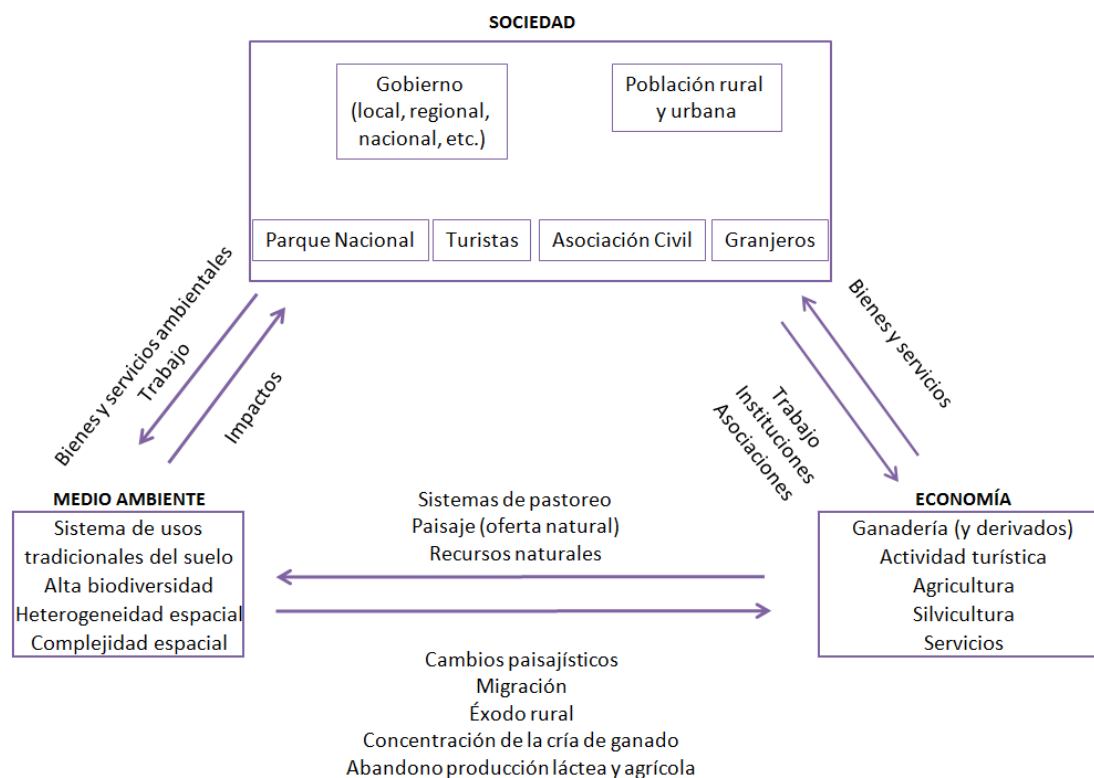 SOCIEDAD
Gobierno
(local, regional,
nacional, etc.)
Población rural
y urbana
Parque Nacional
Turistas
Asociación Civil
Granjeros
Bienes y servicios ambientales
Trabajo
Impactos
Bienes y servicios
Trabajo
Instituciones
Asociaciones
MEDIO AMBIENTE
Sistema de usos
tradicionales del suelo
Alta biodiversidad
Heterogeneidad espacial
Complejidad espacial
Sistemas de pastoreo
Paisaje (oferta natural)
Recursos naturales
ECONOMÍA
Ganadería (y derivados)
Actividad turística
Agricultura
Silvicultura
Servicios
Cambios paisajísticos
Migración
Éxodo rural
Concentración de la cría de ganado
Abandono producción láctea y agrícola